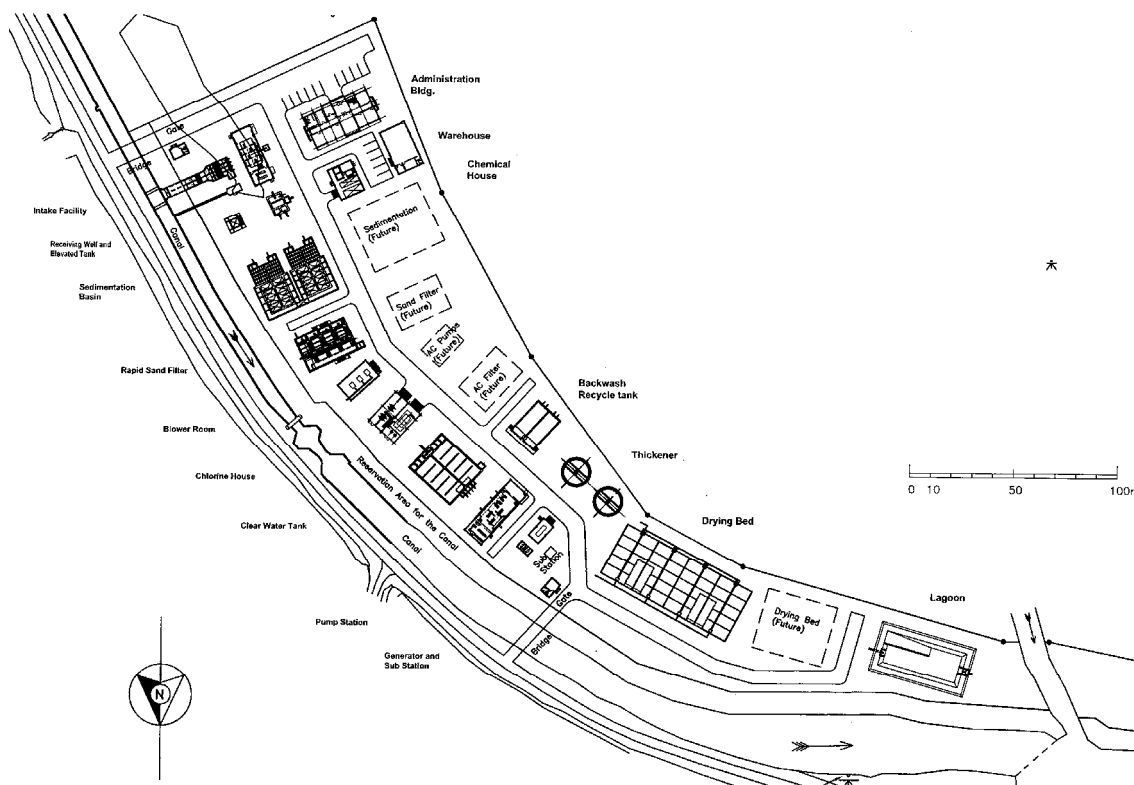 Administration
Bldg.
Warehouse
Chemical
House
Gate
Bridge
Intake Facility
Canal
Receiving Well and
Elevated Tank
Sedimentation
(Future)
Sedimentation
Basin
Sand Filter
(Future)
AC Pumps
(Future)
Rapid Sand Filter
AC Filter
(Future)
Backwash
Recycle tank
Blower Room
Thickener
Chlorine House
Reservation Area for the Canal
0 10 50 100m
Clear Water Tank
Canal
Drying Bed
Sub
Station
Gate
Lagoon
Pump Station
Drying Bed
(Future)
Bridge
Generator and
Sub Station
N